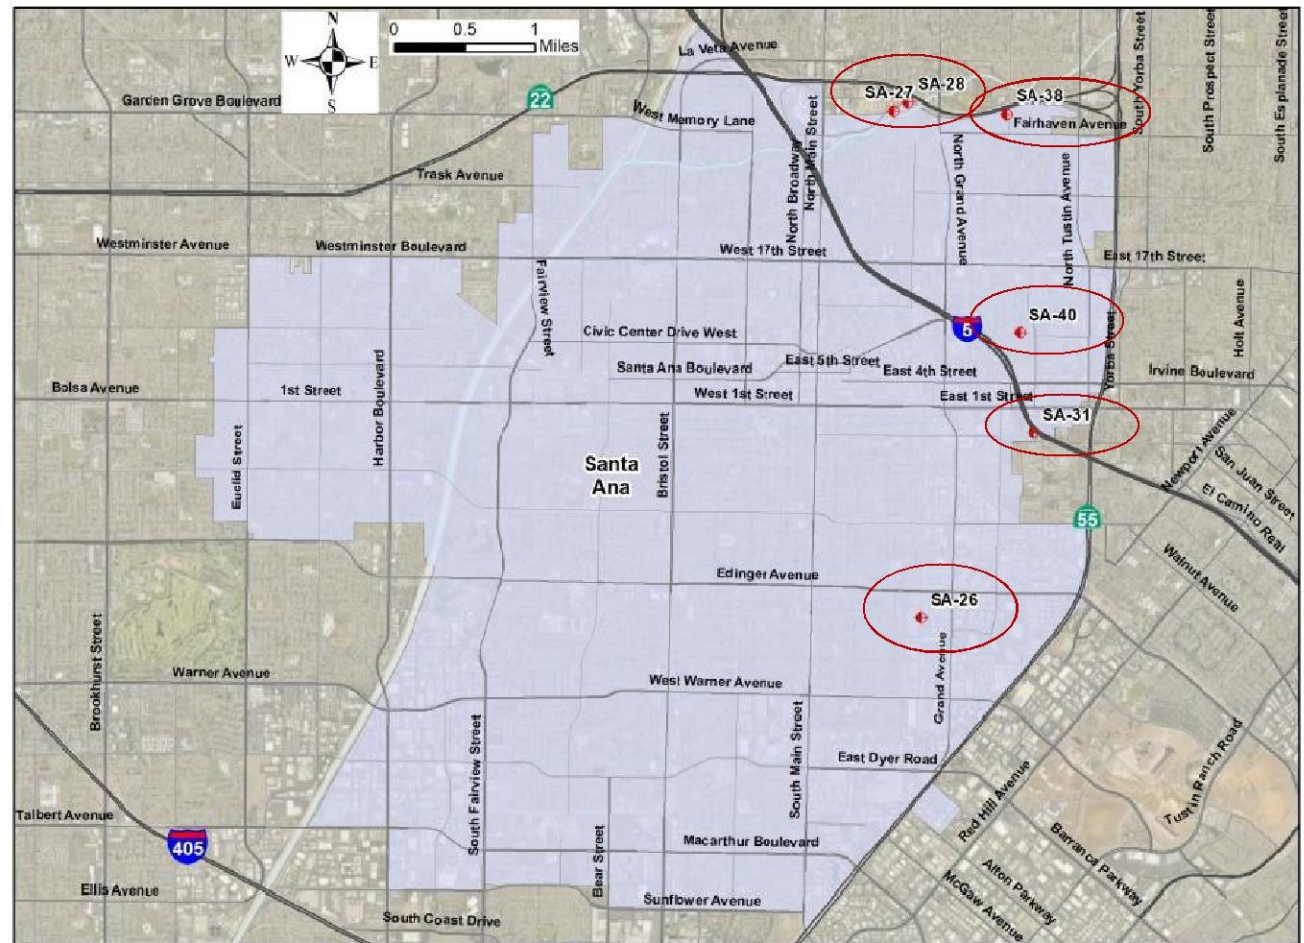 N
W
E
S
0
0.5
1
Miles
La Veta Avenue
Garden Grove Boulevard
22
West Memory Lane
SA-27
SA-28
SA-38
Fairhaven Avenue
South Yorba Street
South Prospect Street
South Esplanade Street
North Broadway
North Main Street
North Grand Avenue
North Tustin Avenue
Trask Avenue
Westminster Avenue
Westminster Boulevard
West 17th Street
East 17th Street
Fairview Street
Holt Avenue
SA-40
5
Yorba Street
Civic Center Drive West
East 5th Street
Santa Ana Boulevard
East 4th Street
Irvine Boulevard
Bolsa Avenue
1st Street
Harbor Boulevard
West 1st Street
East 1st Street
SA-31
Euclid Street
Bristol Street
Santa
Ana
Newport Avenue
San Juan Street
El Camino Real
55
Walnut Avenue
Edinger Avenue
SA-26
Brookhurst Street
Warner Avenue
West Warner Avenue
Grand Avenue
South Fairview Street
South Main Street
East Dyer Road
Red Hill Avenue
Tustin Ranch Road
Talbert Avenue
405
Bear Street
Macarthur Boulevard
Barranca Parkway
Alton Parkway
McGaw Avenue
Ellis Avenue
South Coast Drive
Sunflower Avenue